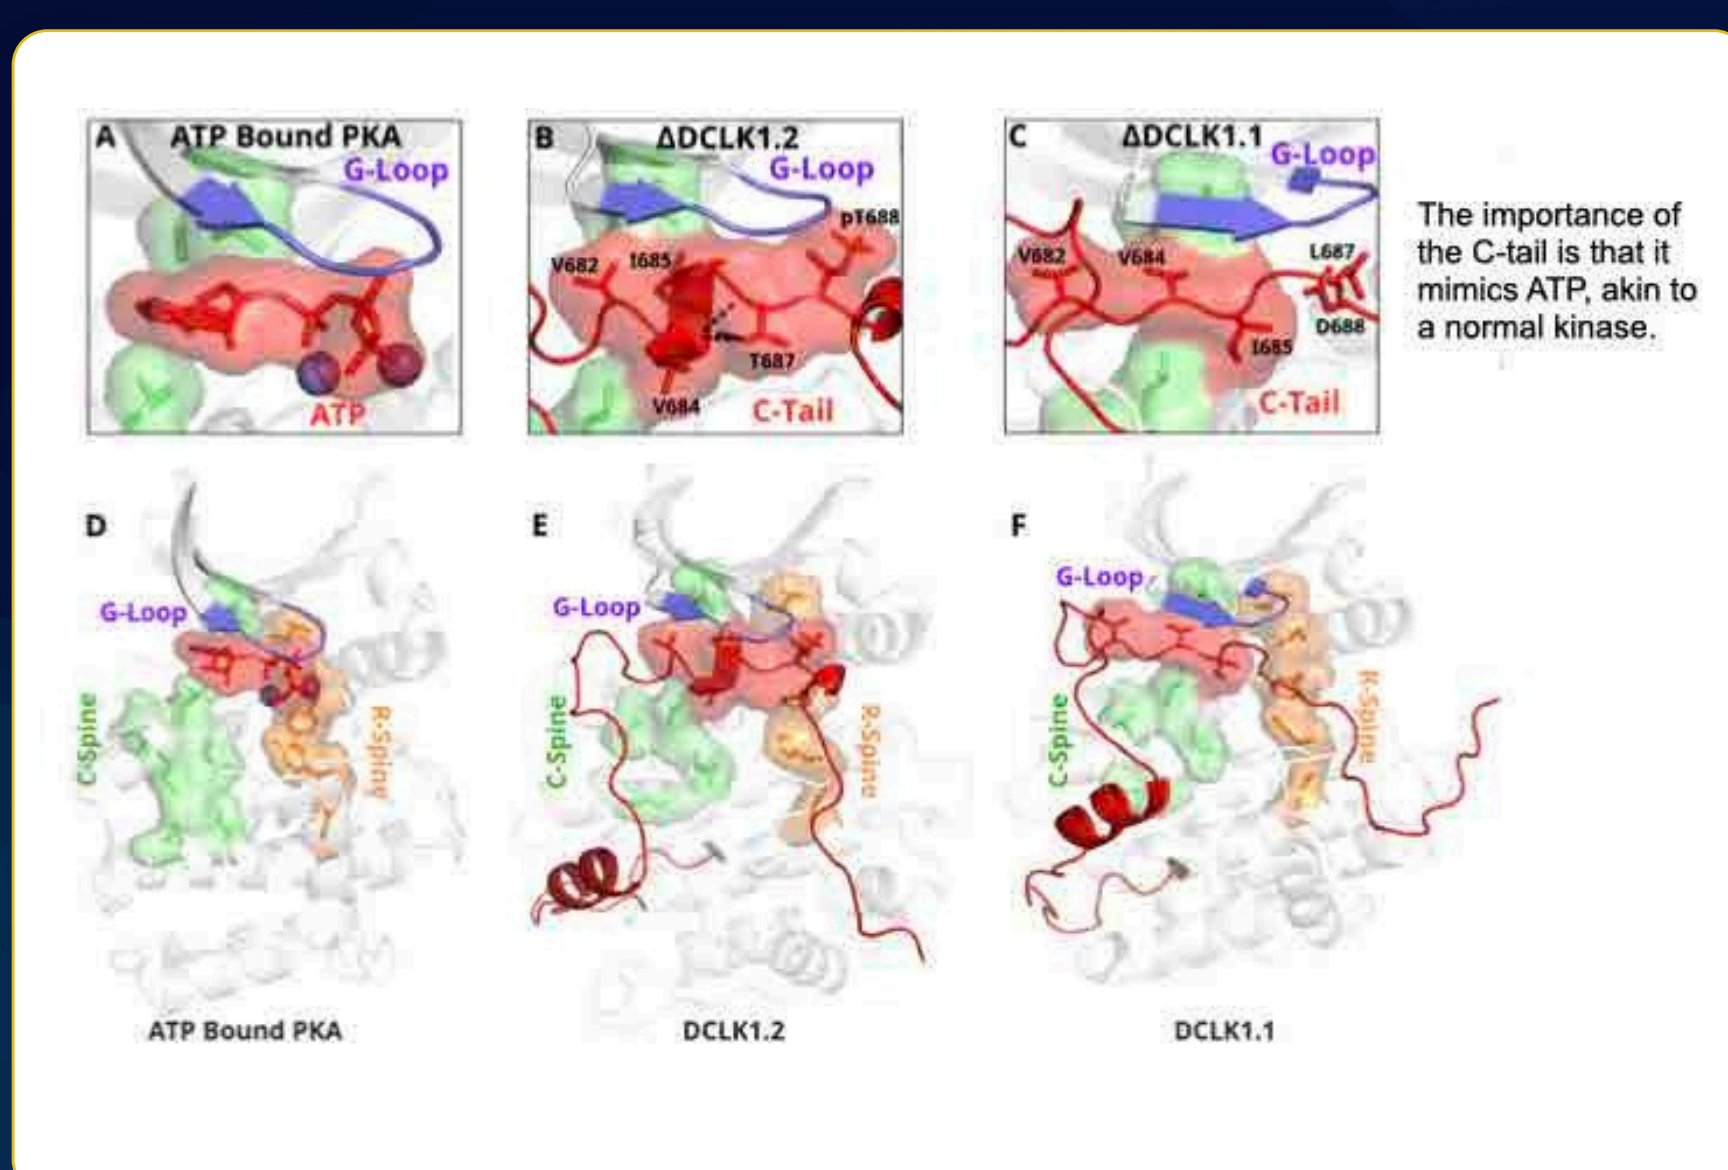 A
ATP Bound PKA
G-Loop
ATP
B
ΔDCLK1.2
G-Loop
pT688
V682
I685
T687
V684
C-Tail
C
ΔDCLK1.1
G-Loop
V682
V684
L687
D688
I685
C-Tail
The importance of
the C-tail is that it
mimics ATP, akin to
a normal kinase.
D
G-Loop
C-Spine
R-Spine
ATP Bound PKA
E
G-Loop
C-Spine
R-Spine
DCLK1.2
F
G-Loop
C-Spine
R-Spine
DCLK1.1